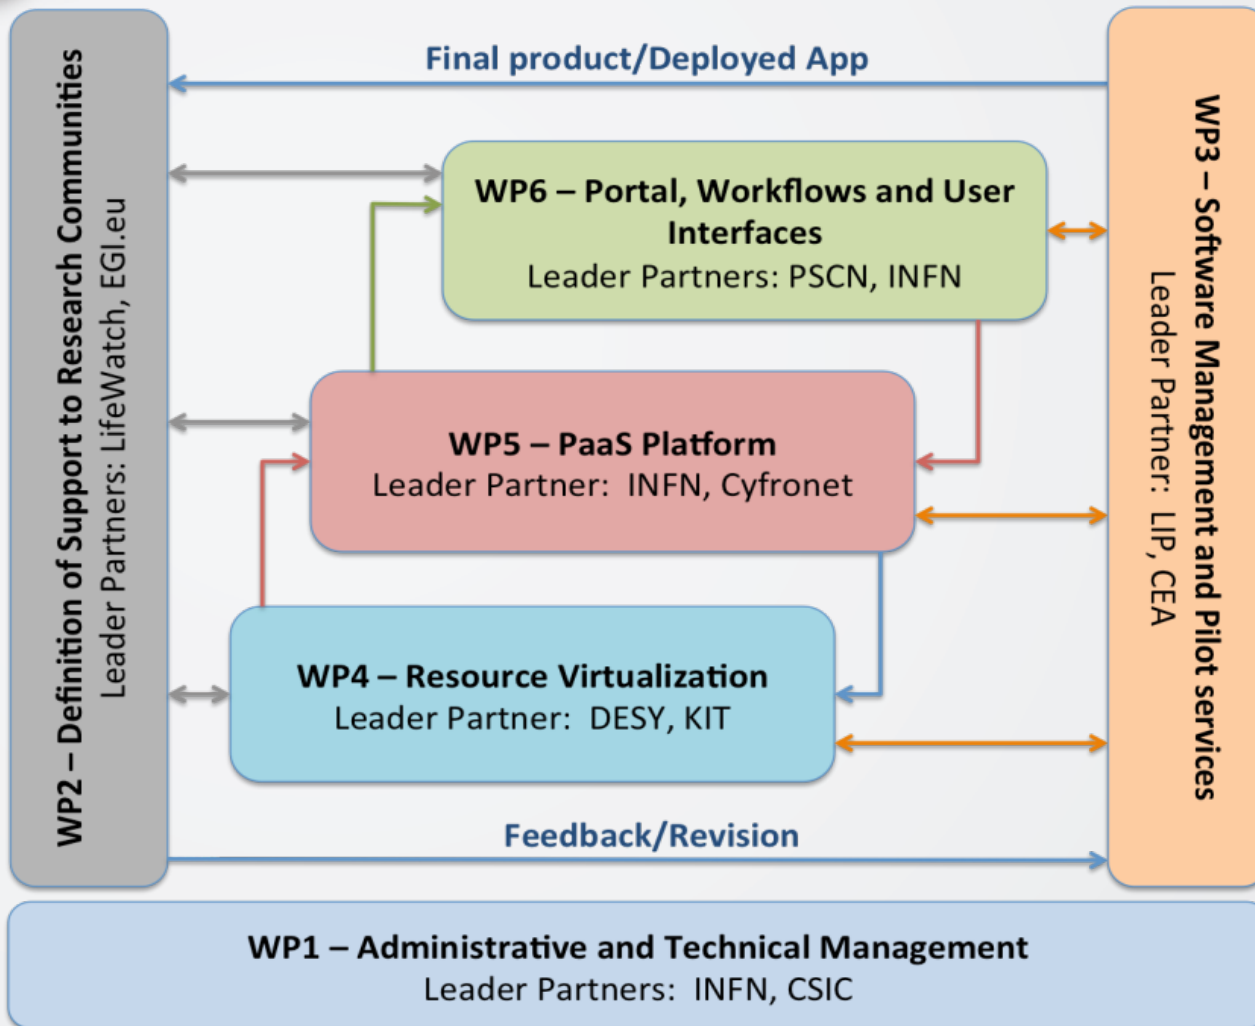 WP2 – Definition of Support to Research Communities
Leader Partners: LifeWatch, EGI.eu
Final product/Deployed App
WP6 – Portal, Workflows and User
Interfaces
Leader Partners: PSCN, INFN
WP5 – PaaS Platform
Leader Partner:  INFN, Cyfronet
WP4 – Resource Virtualization
Leader Partner:  DESY, KIT
Feedback/Revision
WP3 – Software Management and Pilot services
Leader Partner:  LIP, CEA
WP1 – Administrative and Technical Management
Leader Partners:  INFN, CSIC